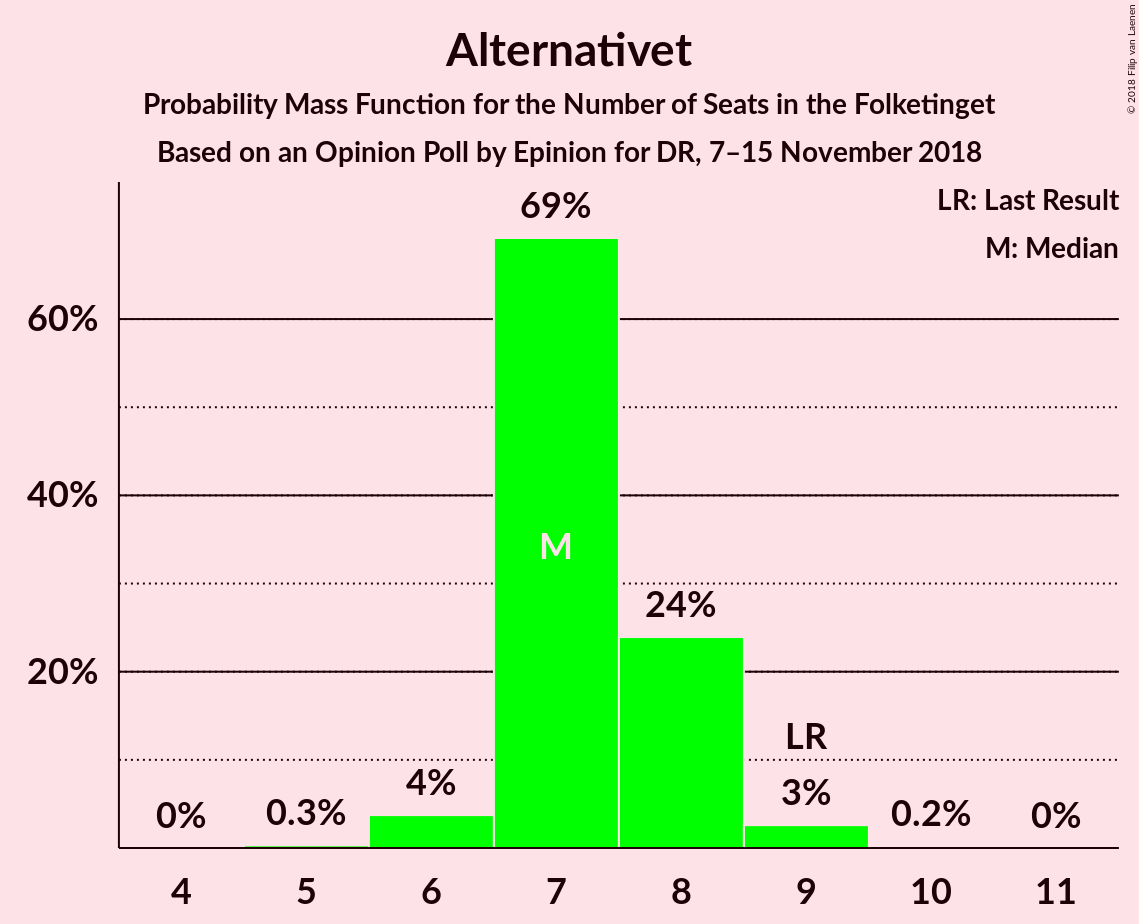 Alternativet
Probability Mass Function for the Number of Seats in the Folketinget
Based on an Opinion Poll by Epinion for DR, 7–15 November 2018
© 2018 Filip van Laenen
LR: Last Result
M: Median
69%
60%
40%
M
24%
20%
LR
4%
3%
0%
0.3%
0.2%
0%
4 5 6 7 8 9 10 11